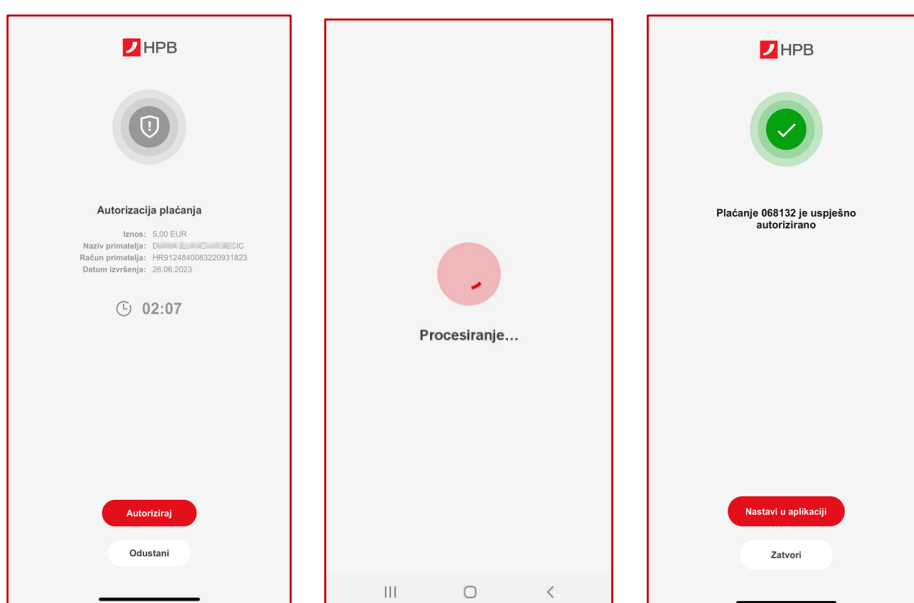 HPB
Autorizacija plaćanja
Iznos: 5,00 EUR
Naziv primatelja:
Račun primatelja: HR9124840083220931823
Datum izvršenja: 26.06.2023
02:07
Autoriziraj
Odustani
Procesiranje...
HPB
Plaćanje 068132 je uspješno
autorizirano
Nastavi u aplikaciji
Zatvori